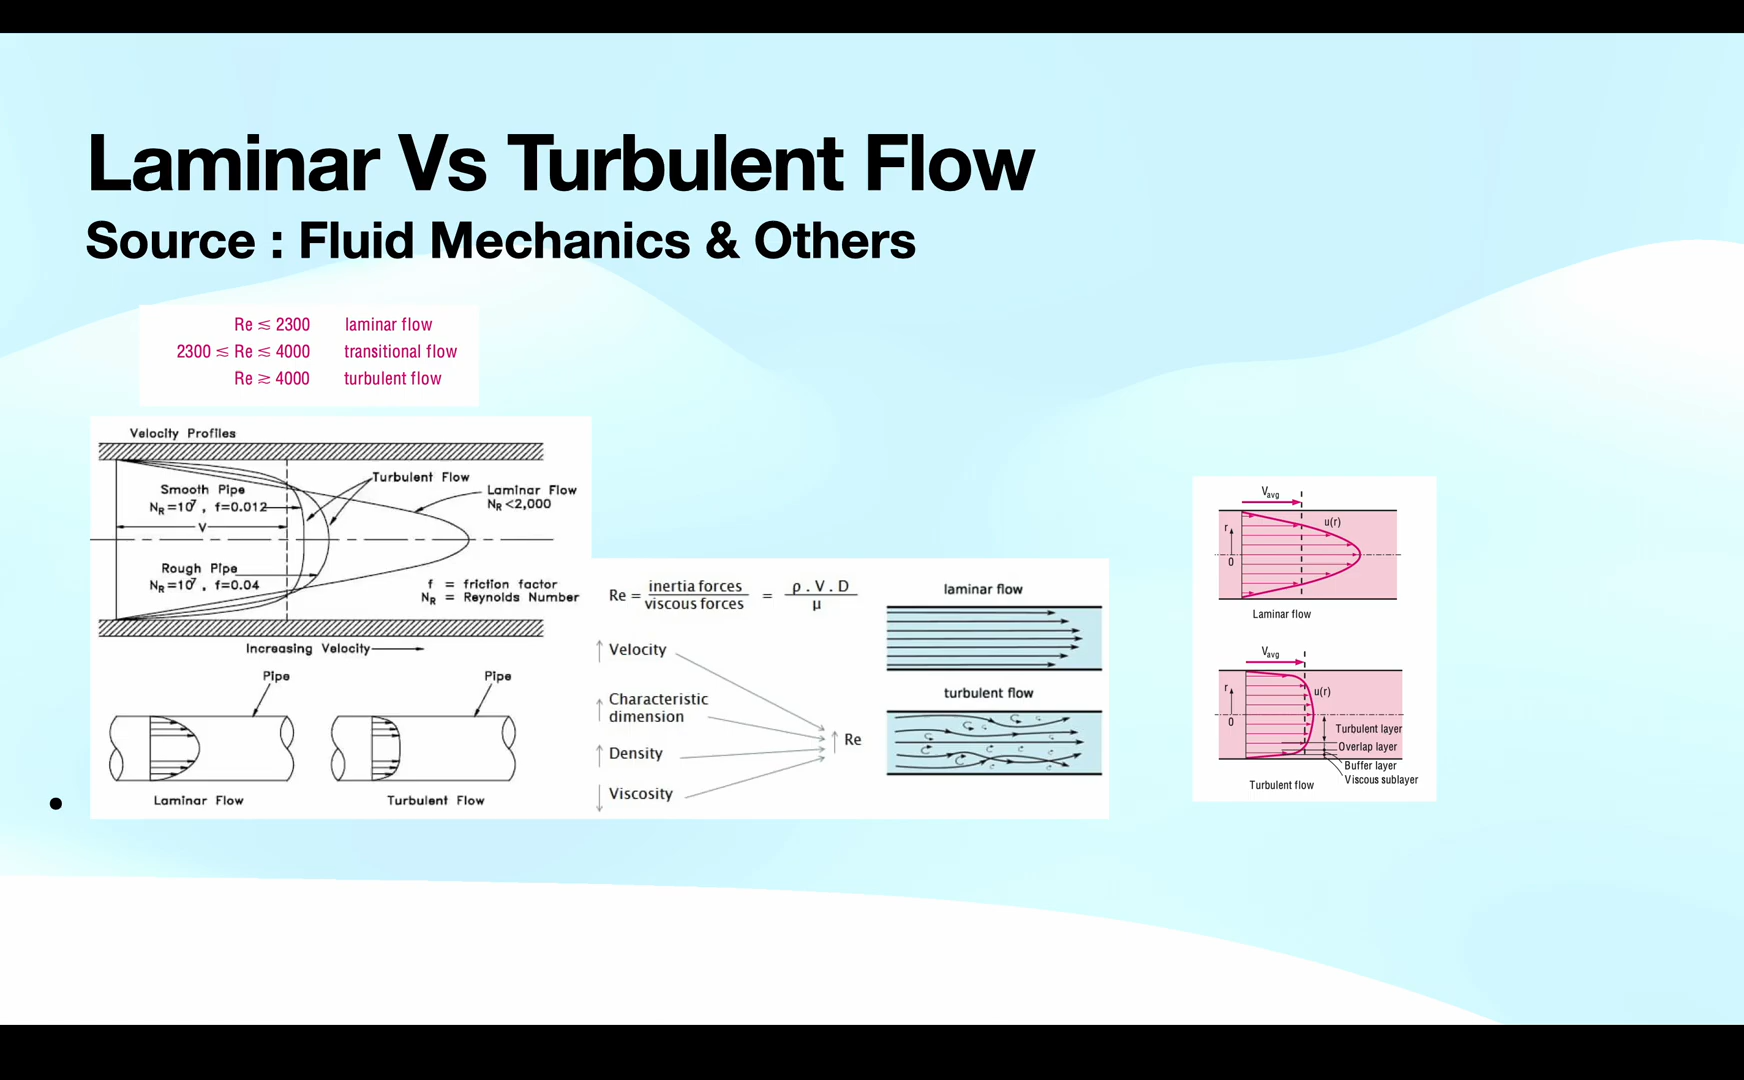 Laminar Vs Turbulent Flow
Source : Fluid Mechanics & Others
Re ≲ 2300 laminar flow
2300 ≲ Re ≲ 4000 transitional flow
Re ≳ 4000 turbulent flow
Velocity Profiles
Turbulent Flow
Smooth Pipe
N_R=10^7 , f=0.012
Laminar Flow
N_R<2,000
V
Rough Pipe
N_R=10^7 , f=0.04
f = friction factor
N_R = Reynolds Number
Increasing Velocity
Pipe
Pipe
Laminar Flow
Turbulent Flow
Re = inertia forces / viscous forces = ρ . V . D / μ
↑ Velocity
↑ Characteristic
dimension
↑ Density
↓ Viscosity
↑ Re
laminar flow
turbulent flow
V_avg
u(r)
r
0
Laminar flow
V_avg
u(r)
r
0
Turbulent layer
Overlap layer
Buffer layer
Viscous sublayer
Turbulent flow